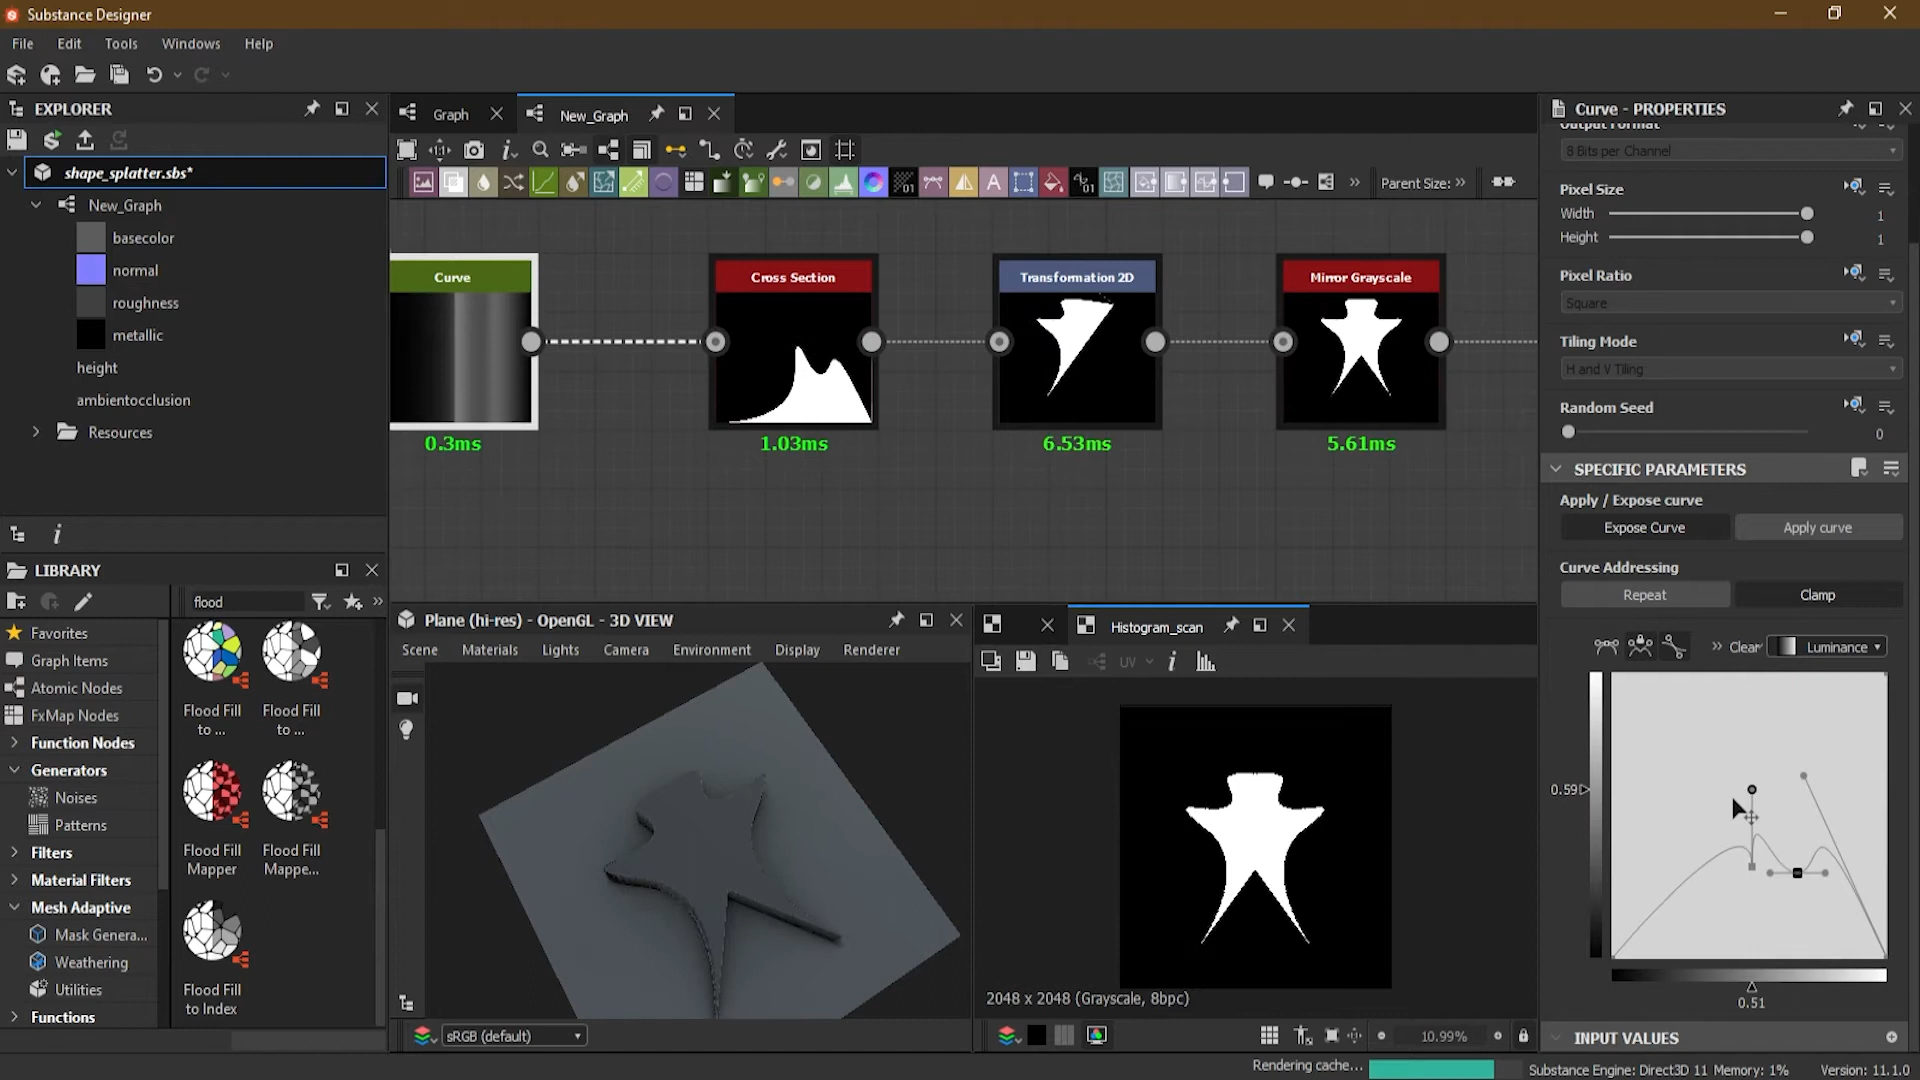 Substance Designer
File Edit Tools Windows Help
EXPLORER
shape_splatter.sbs*
New_Graph
basecolor
normal
roughness
metallic
height
ambientocclusion
Resources
LIBRARY
flood
Favorites
Graph Items
Atomic Nodes
FxMap Nodes
Function Nodes
Generators
Noises
Patterns
Filters
Material Filters
Mesh Adaptive
Mask Genera...
Weathering
Utilities
Functions
Flood Fill to ...
Flood Fill to ...
Flood Fill Mapper
Flood Fill Mappe...
Flood Fill to Index
Graph
New_Graph
Parent Size:
Curve
0.3ms
Cross Section
1.03ms
Transformation 2D
6.53ms
Mirror Grayscale
5.61ms
Plane (hi-res) - OpenGL - 3D VIEW
Scene Materials Lights Camera Environment Display Renderer
sRGB (default)
Histogram_scan
UV
2048 x 2048 (Grayscale, 8bpc)
10.99%
Curve - PROPERTIES
Output Format
8 Bits per Channel
Pixel Size
Width 1
Height 1
Pixel Ratio
Square
Tiling Mode
H and V Tiling
Random Seed
0
SPECIFIC PARAMETERS
Apply / Expose curve
Expose Curve Apply curve
Curve Addressing
Repeat Clamp
Clear Luminance
0.59
0.51
INPUT VALUES
Rendering cache...
Substance Engine: Direct3D 11 Memory: 1% Version: 11.1.0